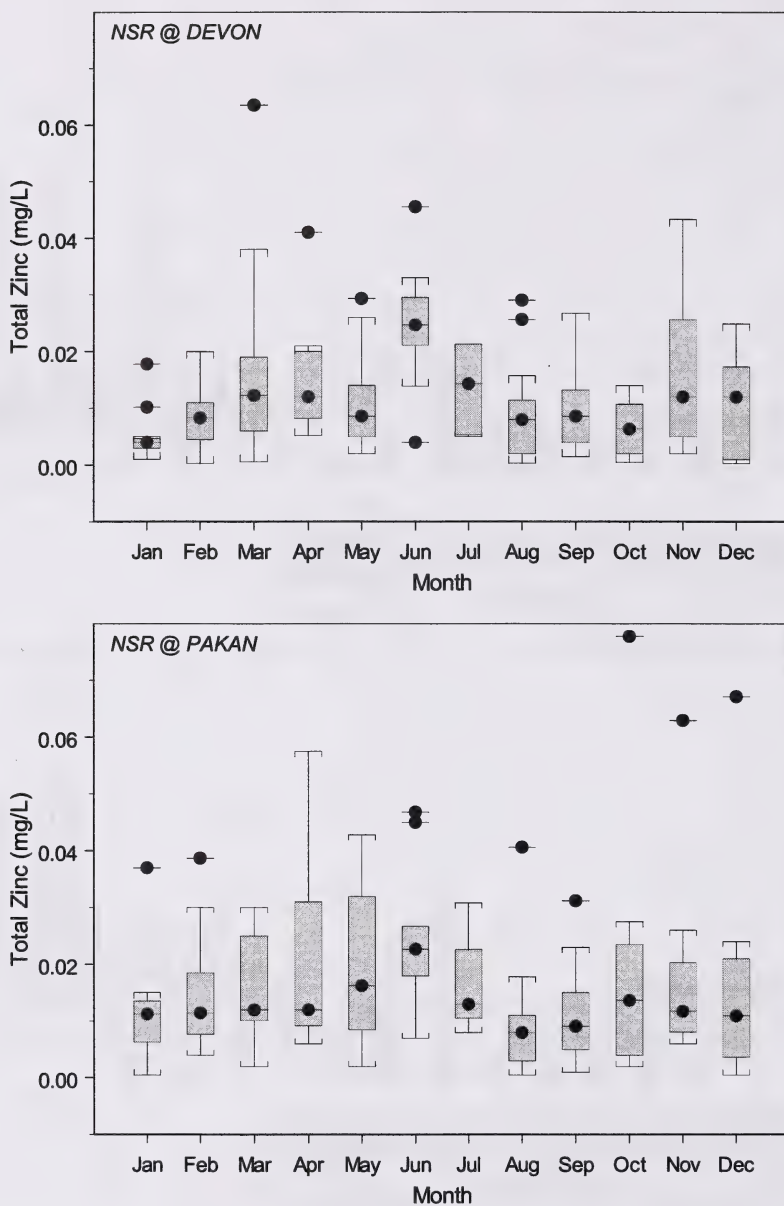 NSR @ DEVON
Total Zinc (mg/L)
0.06
0.04
0.02
0.00
Jan Feb Mar Apr May Jun Jul Aug Sep Oct Nov Dec
Month
NSR @ PAKAN
Total Zinc (mg/L)
0.06
0.04
0.02
0.00
Jan Feb Mar Apr May Jun Jul Aug Sep Oct Nov Dec
Month